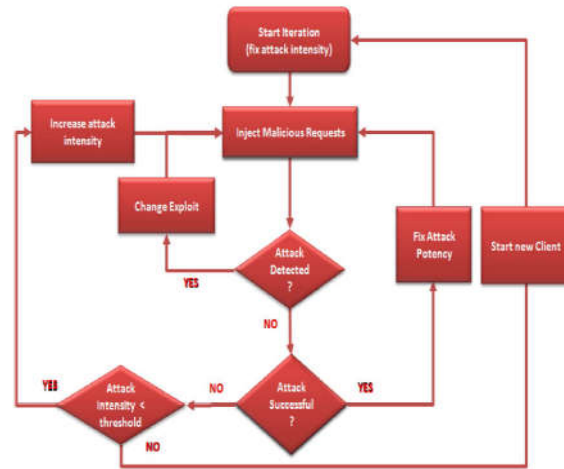 Start Iteration
(fix attack intensity)
Increase attack
intensity
Inject Malicious Requests
Change Exploit
Fix Attack
Potency
Start new Client
Attack
Detected
?
YES
NO
YES
Attack
Intensity <
threshold
NO
Attack
Successful
?
YES
NO